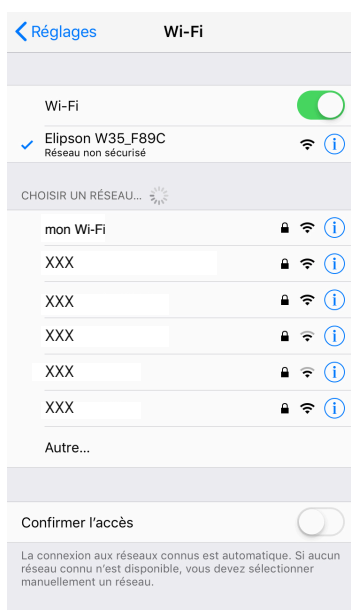 Réglages Wi-Fi
Wi-Fi
Elipson W35_F89C
Réseau non sécurisé
CHOISIR UN RÉSEAU...
mon Wi-Fi
XXX
XXX
XXX
XXX
XXX
Autre...
Confirmer l'accès
La connexion aux réseaux connus est automatique. Si aucun
réseau connu n'est disponible, vous devez sélectionner
manuellement un réseau.